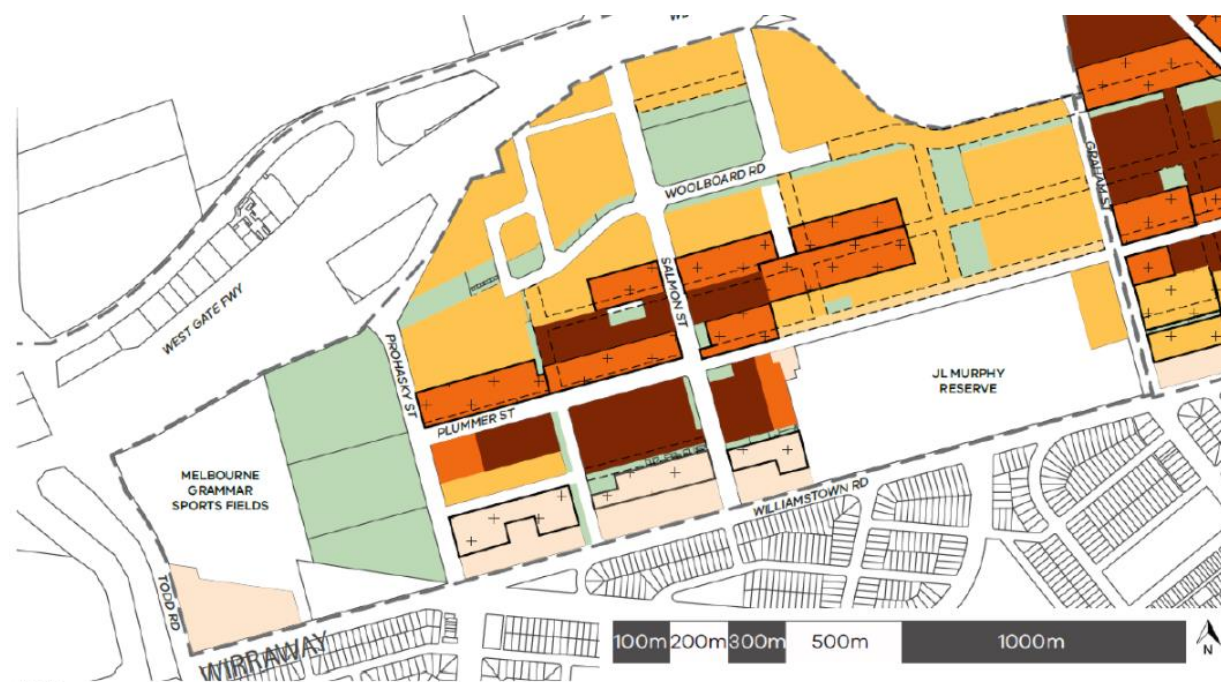 WOOLBOARD RD
GRAHAM ST
SALMON ST
WEST GATE FWY
PROHASKY ST
PLUMMER ST
JL MURPHY
RESERVE
MELBOURNE
GRAMMAR
SPORTS FIELDS
WILLIAMSTOWN RD
TODD RD
WIRRAWAY
100m 200m 300m 500m 1000m
N